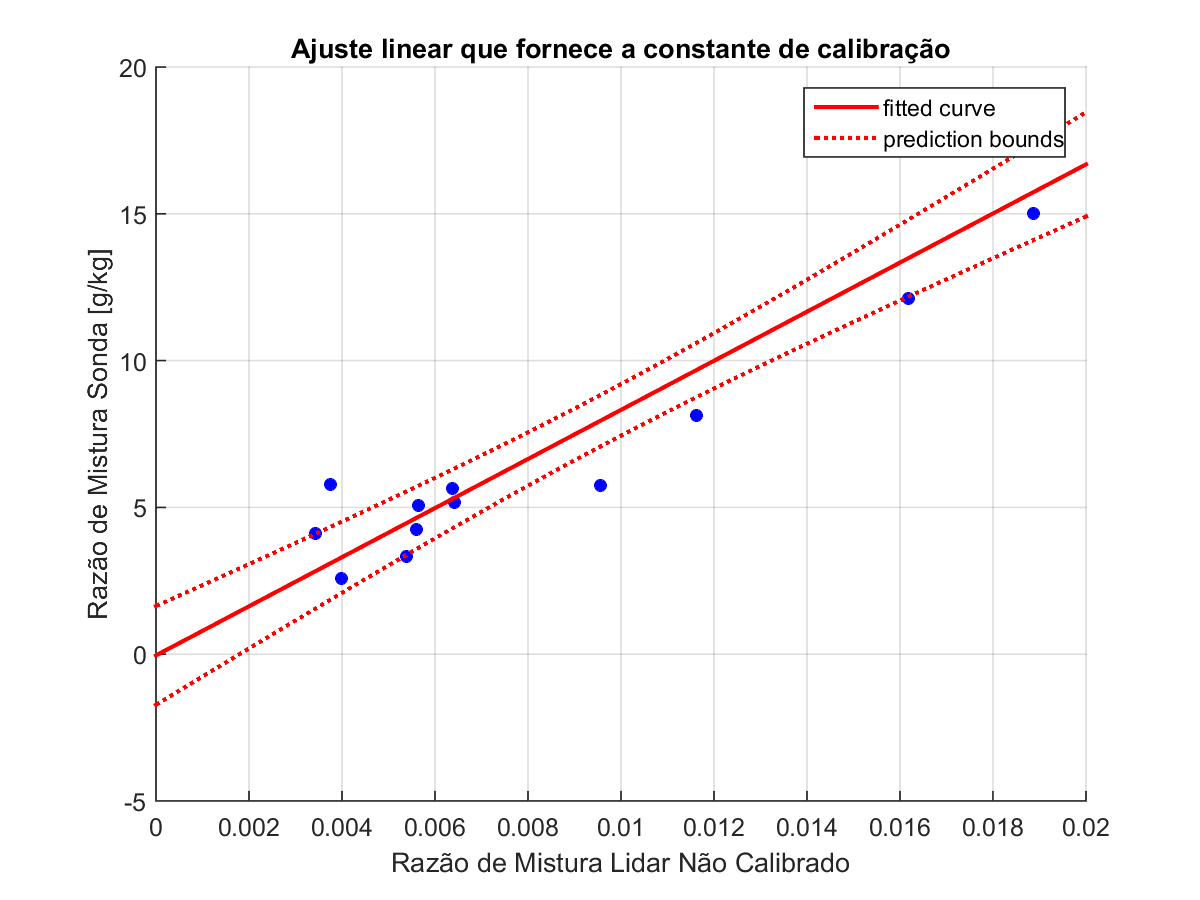 Ajuste linear que fornece a constante de calibração
fitted curve
prediction bounds
20
15
10
5
0
-5
Razão de Mistura Sonda [g/kg]
0 0.002 0.004 0.006 0.008 0.01 0.012 0.014 0.016 0.018 0.02
Razão de Mistura Lidar Não Calibrado